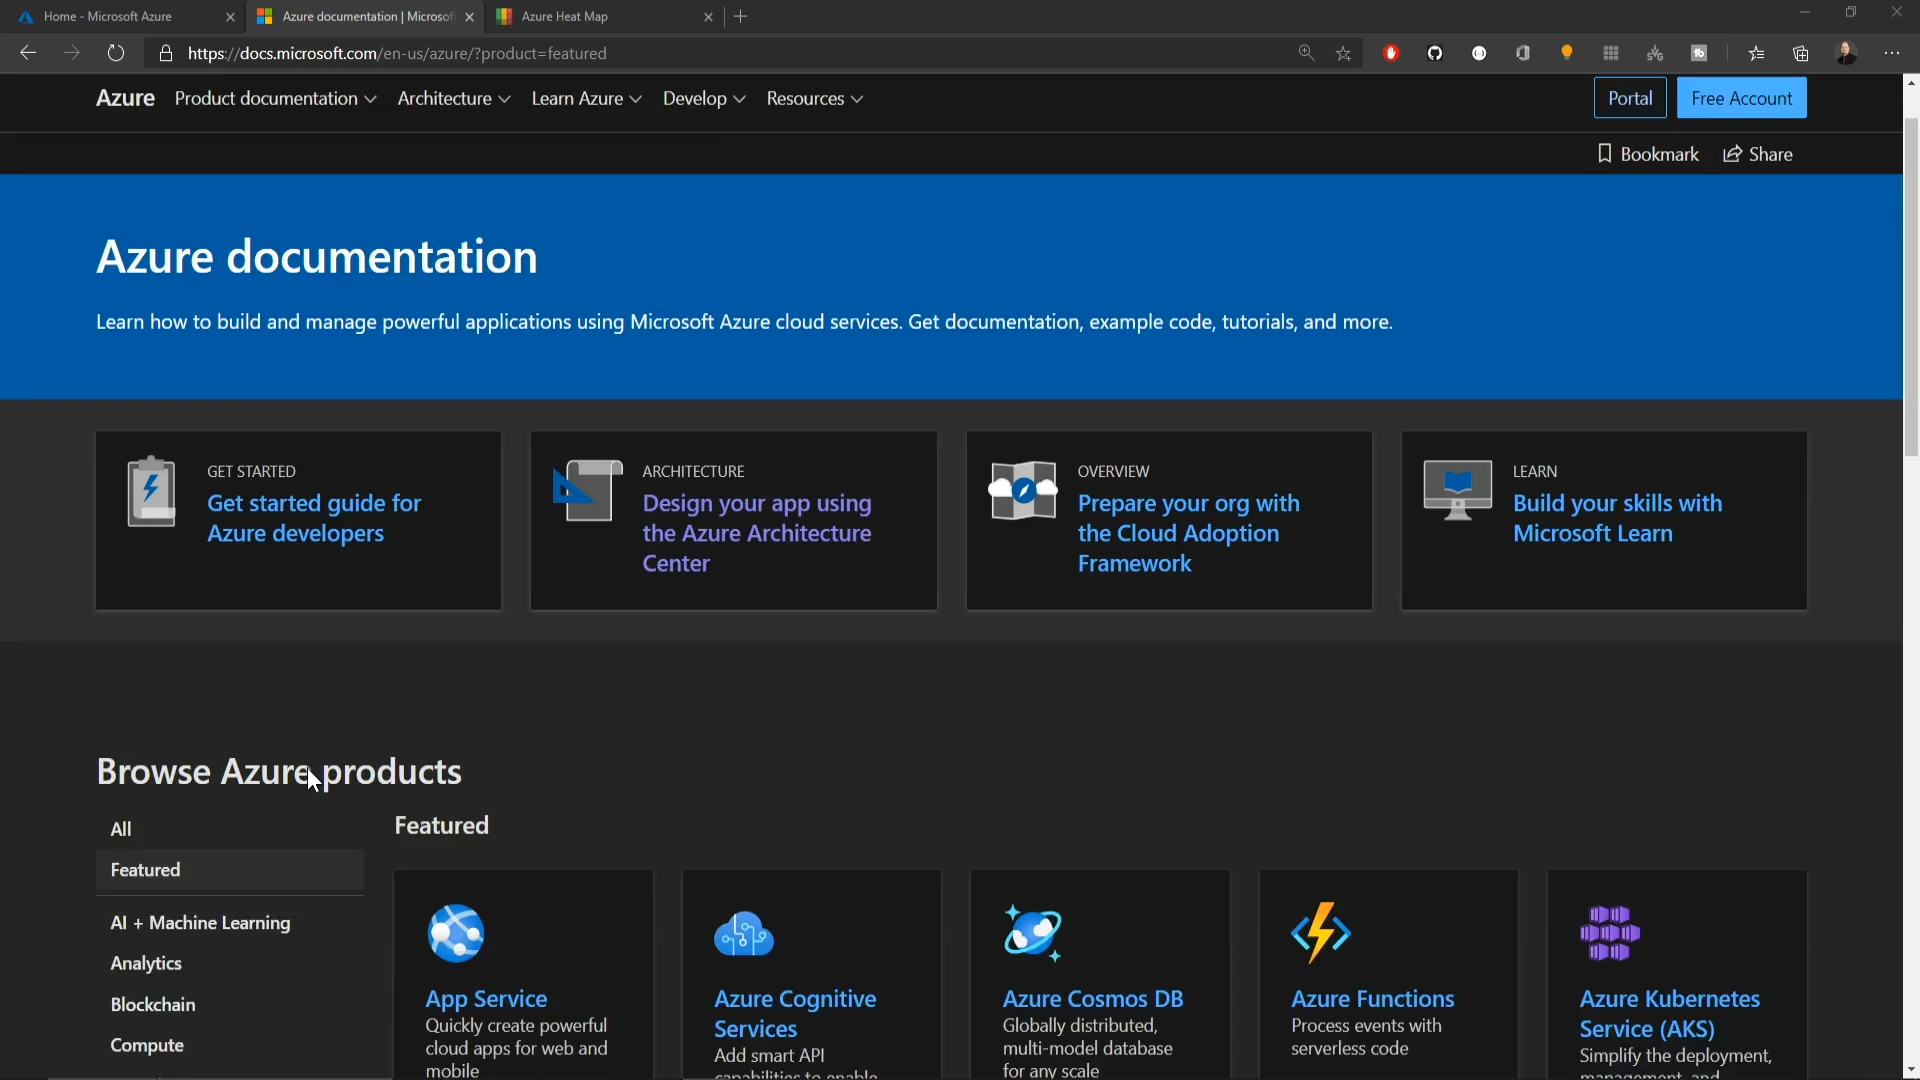 Home - Microsoft Azure
Azure documentation | Microsof
Azure Heat Map
https://docs.microsoft.com/en-us/azure/?product=featured
Azure Product documentation Architecture Learn Azure Develop Resources Portal Free Account
Bookmark Share
Azure documentation
Learn how to build and manage powerful applications using Microsoft Azure cloud services. Get documentation, example code, tutorials, and more.
GET STARTED
Get started guide for
Azure developers
ARCHITECTURE
Design your app using
the Azure Architecture
Center
OVERVIEW
Prepare your org with
the Cloud Adoption
Framework
LEARN
Build your skills with
Microsoft Learn
Browse Azure products
All
Featured
AI + Machine Learning
Analytics
Blockchain
Compute
Featured
App Service
Quickly create powerful
cloud apps for web and
mobile
Azure Cognitive
Services
Add smart API
capabilities to enable
Azure Cosmos DB
Globally distributed,
multi-model database
for any scale
Azure Functions
Process events with
serverless code
Azure Kubernetes
Service (AKS)
Simplify the deployment,
management, and